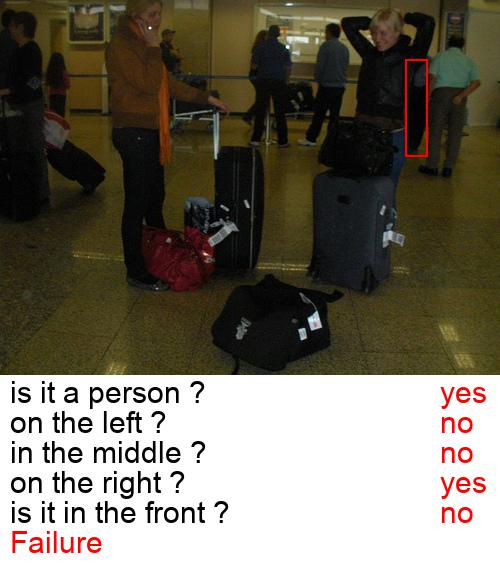 is it a person ? yes
on the left ? no
in the middle ? no
on the right ? yes
is it in the front ? no
Failure